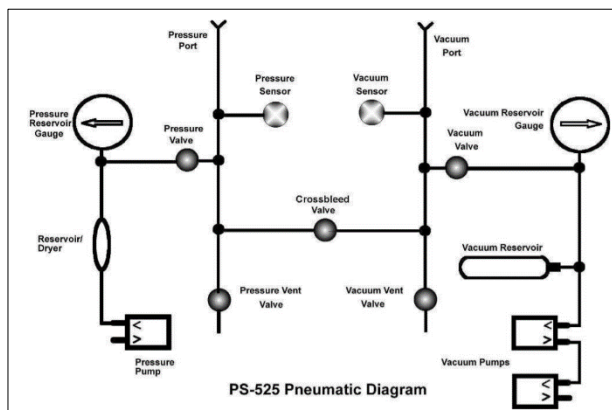 Pressure
Port
Vacuum
Port
Pressure
Sensor
Vacuum
Sensor
Pressure
Reservoir
Gauge
Pressure
Valve
Vacuum
Valve
Vacuum Reservoir
Gauge
Crossbleed
Valve
Reservoir/
Dryer
Vacuum Reservoir
Pressure Vent
Valve
Vacuum Vent
Valve
<
>
Pressure
Pump
<
>
Vacuum Pumps
<
>
PS-525 Pneumatic Diagram